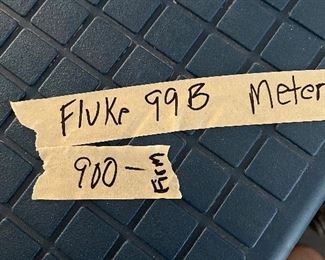 Fluke 99B Meter
900 - Firm